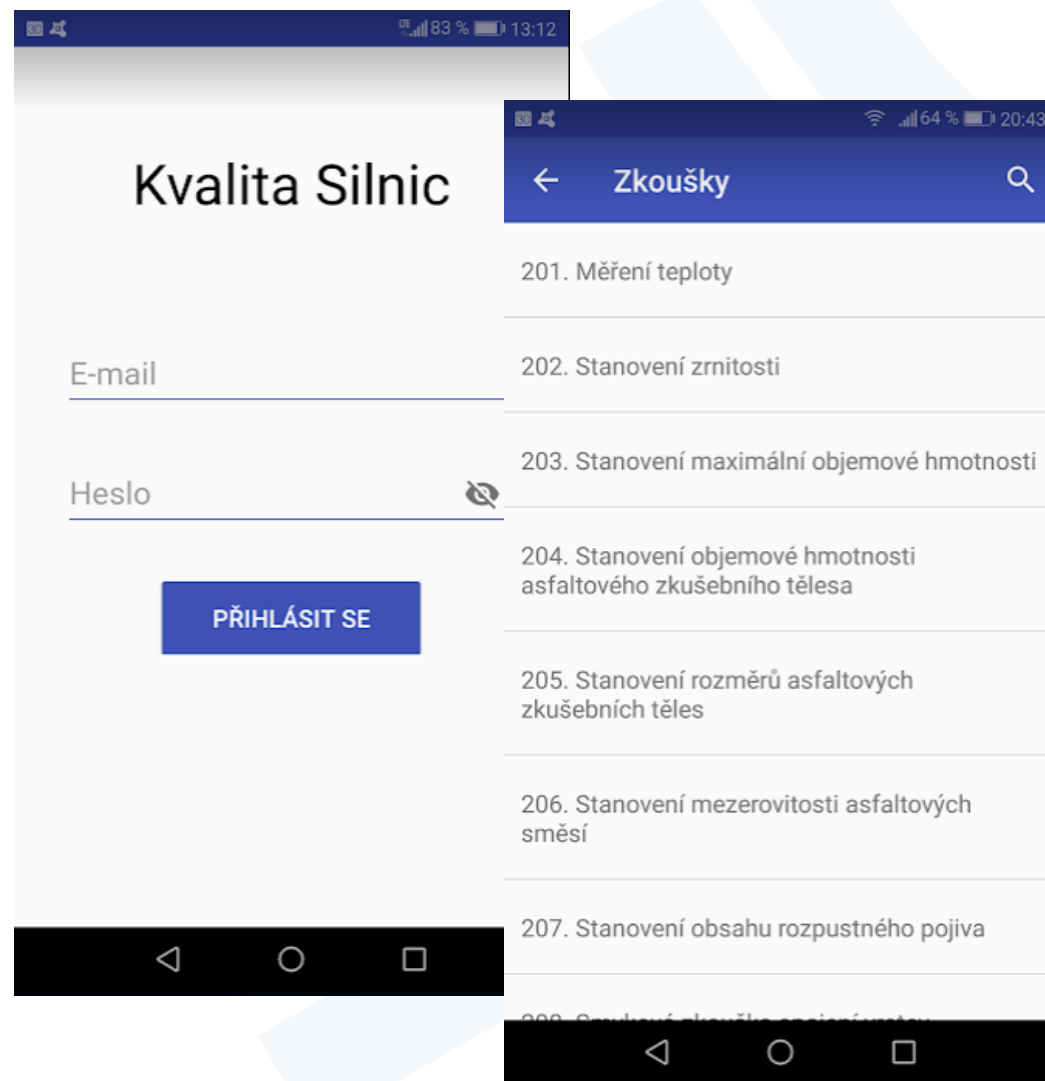 83 % 13:12
Kvalita Silnic
E-mail
Heslo
PŘIHLÁSIT SE
64 % 20:43
Zkoušky
201. Měření teploty
202. Stanovení zrnitosti
203. Stanovení maximální objemové hmotnosti
204. Stanovení objemové hmotnosti
asfaltového zkušebního tělesa
205. Stanovení rozměrů asfaltových
zkušebních těles
206. Stanovení mezerovitosti asfaltových
směsí
207. Stanovení obsahu rozpustného pojiva